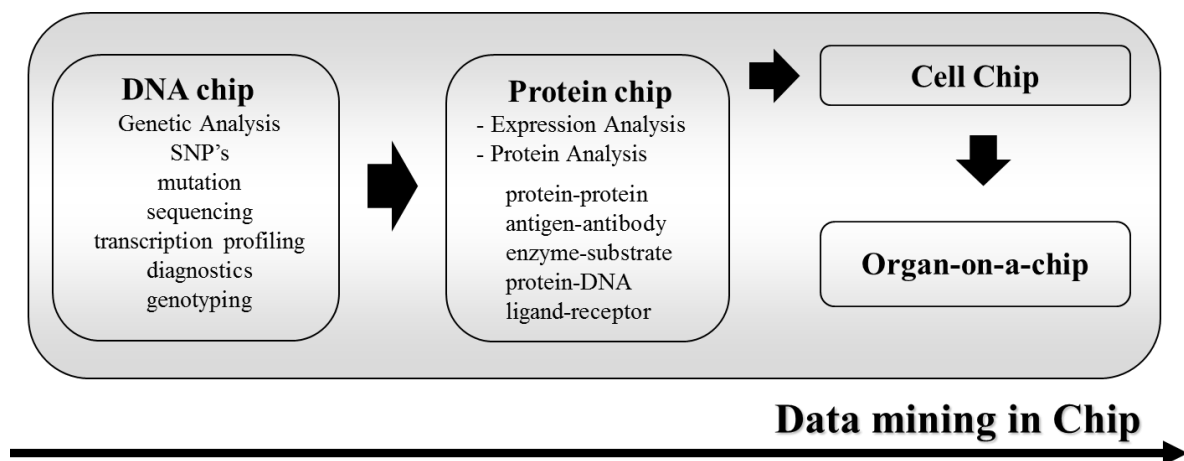 DNA chip
Genetic Analysis
SNP's
mutation
sequencing
transcription profiling
diagnostics
genotyping
Protein chip
- Expression Analysis
- Protein Analysis
protein-protein
antigen-antibody
enzyme-substrate
protein-DNA
ligand-receptor
Cell Chip
Organ-on-a-chip
Data mining in Chip